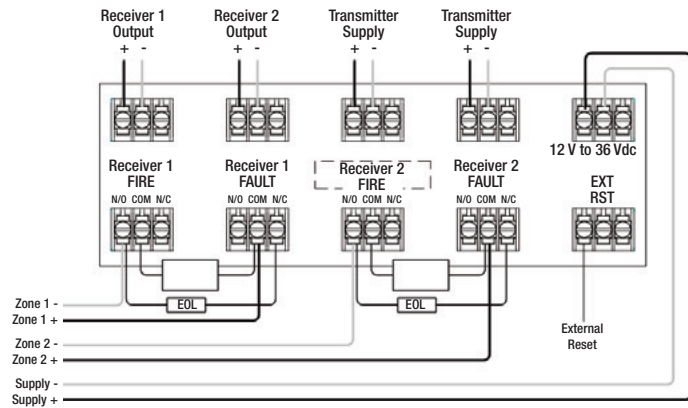 Receiver 1 Output
+ -
Receiver 2 Output
+ -
Transmitter Supply
+ -
Transmitter Supply
+ -
+ -
12 V to 36 Vdc
Receiver 1 FIRE
N/O COM N/C
Receiver 1 FAULT
N/O COM N/C
Receiver 2 FIRE
N/O COM N/C
Receiver 2 FAULT
N/O COM N/C
EXT RST
EOL
EOL
Zone 1 -
Zone 1 +
Zone 2 -
Zone 2 +
Supply -
Supply +
External Reset